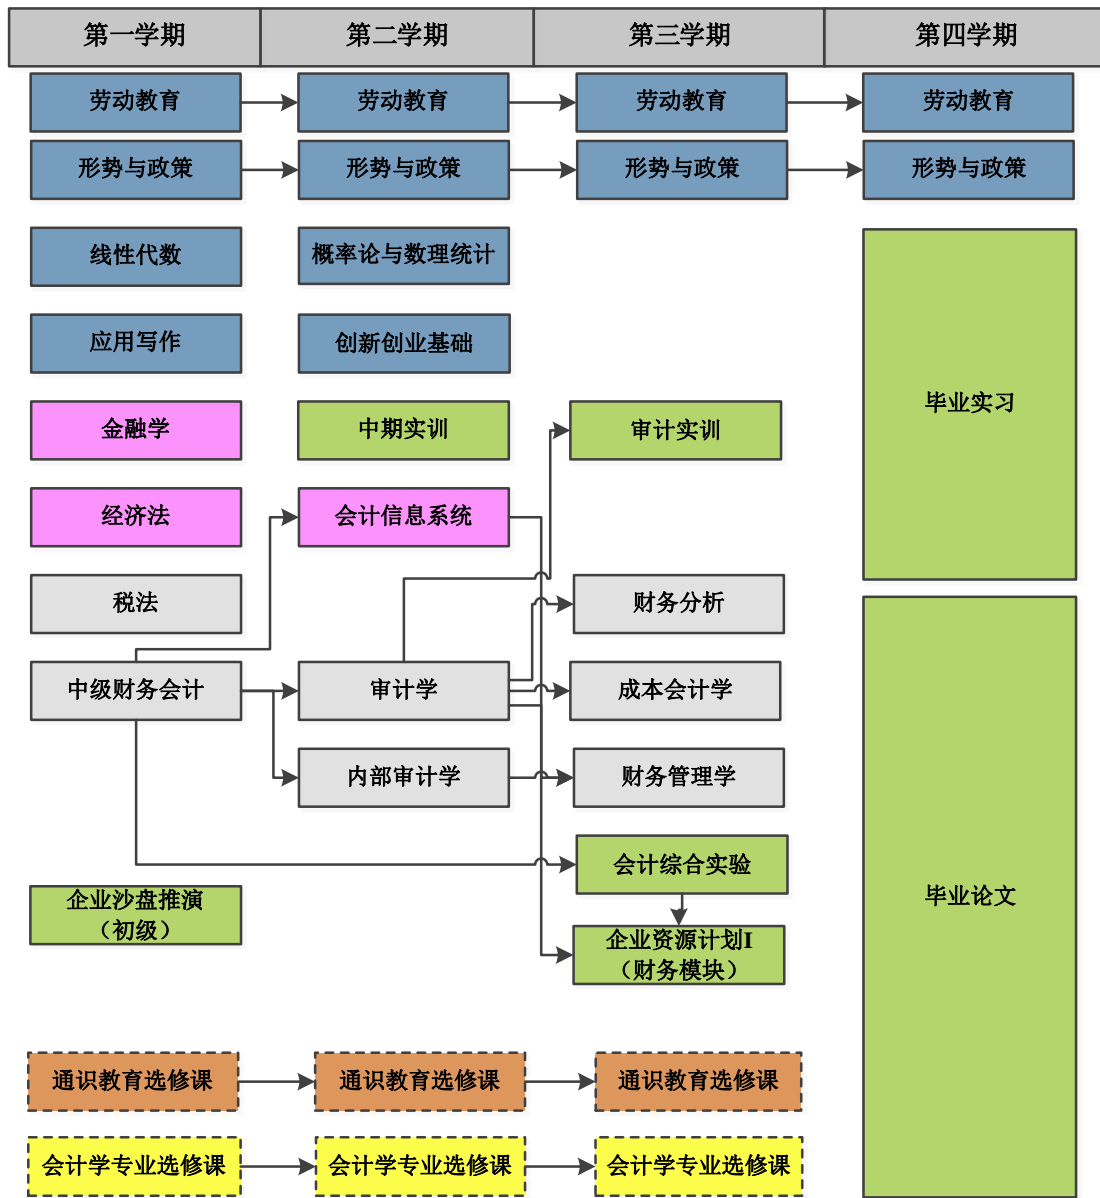 第一学期 第二学期 第三学期 第四学期
劳动教育 劳动教育 劳动教育 劳动教育
形势与政策 形势与政策 形势与政策 形势与政策
线性代数 概率论与数理统计
应用写作 创新创业基础
毕业实习
金融学 中期实训 审计实训
经济法 会计信息系统
税法 财务分析
中级财务会计 审计学 成本会计学
内部审计学 财务管理学
会计综合实验
毕业论文
企业沙盘推演
（初级）
企业资源计划I
（财务模块）
通识教育选修课 通识教育选修课 通识教育选修课
会计学专业选修课 会计学专业选修课 会计学专业选修课